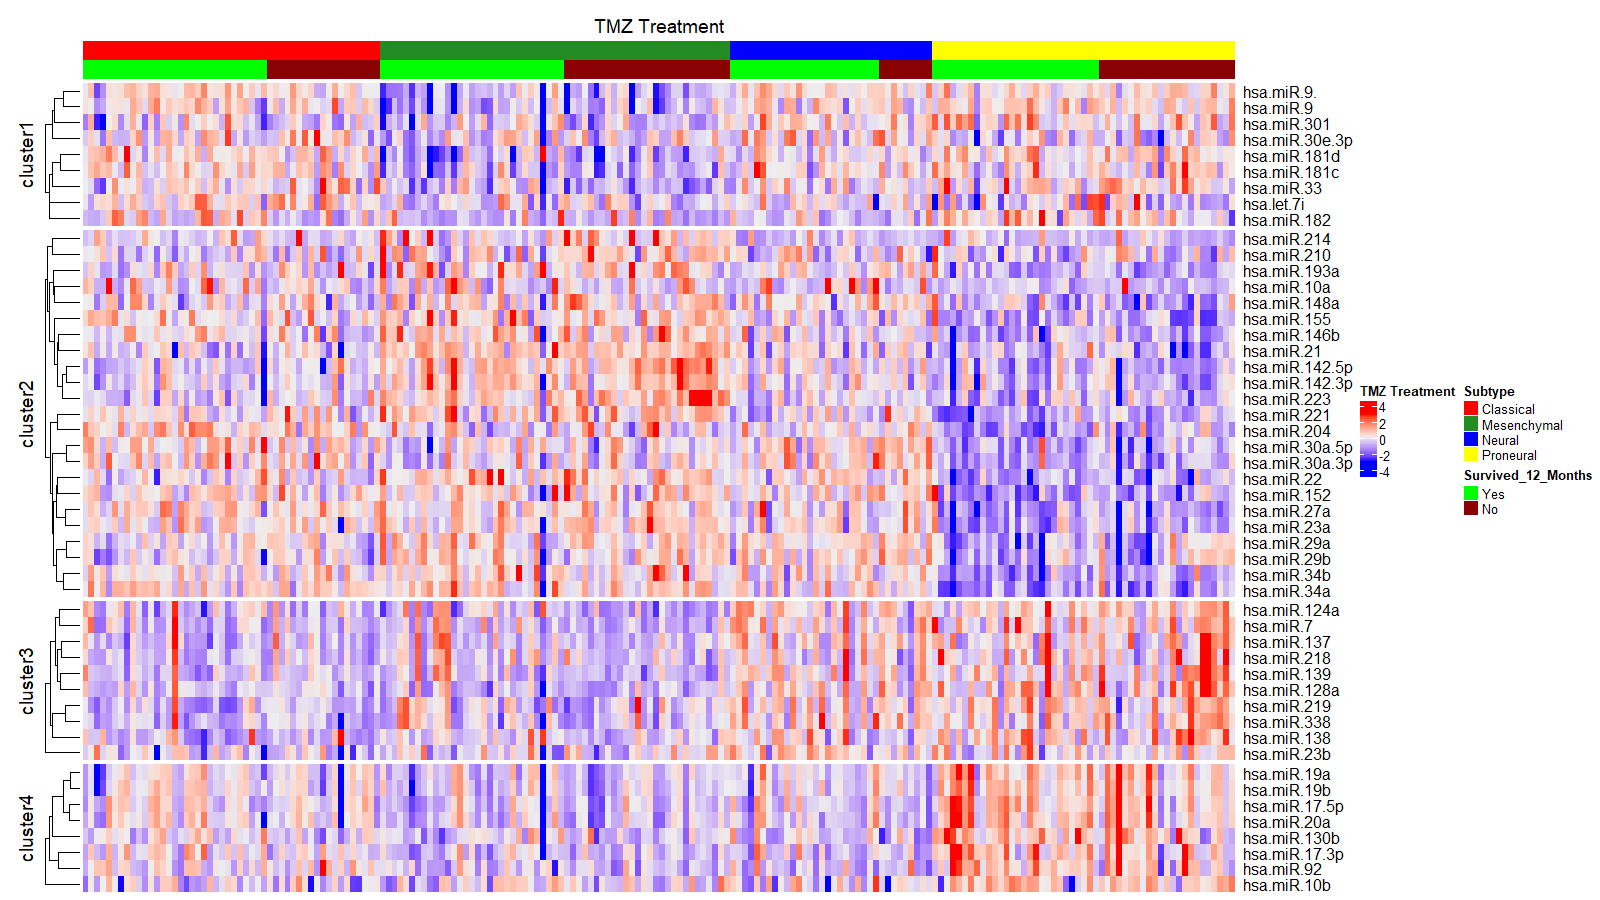 TMZ Treatment
cluster1
hsa.miR.9.
hsa.miR.9
hsa.miR.301
hsa.miR.30e.3p
hsa.miR.181d
hsa.miR.181c
hsa.miR.33
hsa.let.7i
hsa.miR.182
cluster2
hsa.miR.214
hsa.miR.210
hsa.miR.193a
hsa.miR.10a
hsa.miR.148a
hsa.miR.155
hsa.miR.146b
hsa.miR.21
hsa.miR.142.5p
hsa.miR.142.3p
hsa.miR.223
hsa.miR.221
hsa.miR.204
hsa.miR.30a.5p
hsa.miR.30a.3p
hsa.miR.22
hsa.miR.152
hsa.miR.27a
hsa.miR.23a
hsa.miR.29a
hsa.miR.29b
hsa.miR.34b
hsa.miR.34a
cluster3
hsa.miR.124a
hsa.miR.7
hsa.miR.137
hsa.miR.218
hsa.miR.139
hsa.miR.128a
hsa.miR.219
hsa.miR.338
hsa.miR.138
hsa.miR.23b
cluster4
hsa.miR.19a
hsa.miR.19b
hsa.miR.17.5p
hsa.miR.20a
hsa.miR.130b
hsa.miR.17.3p
hsa.miR.92
hsa.miR.10b
TMZ Treatment
4
2
0
-2
-4
Subtype
Classical
Mesenchymal
Neural
Proneural
Survived_12_Months
Yes
No